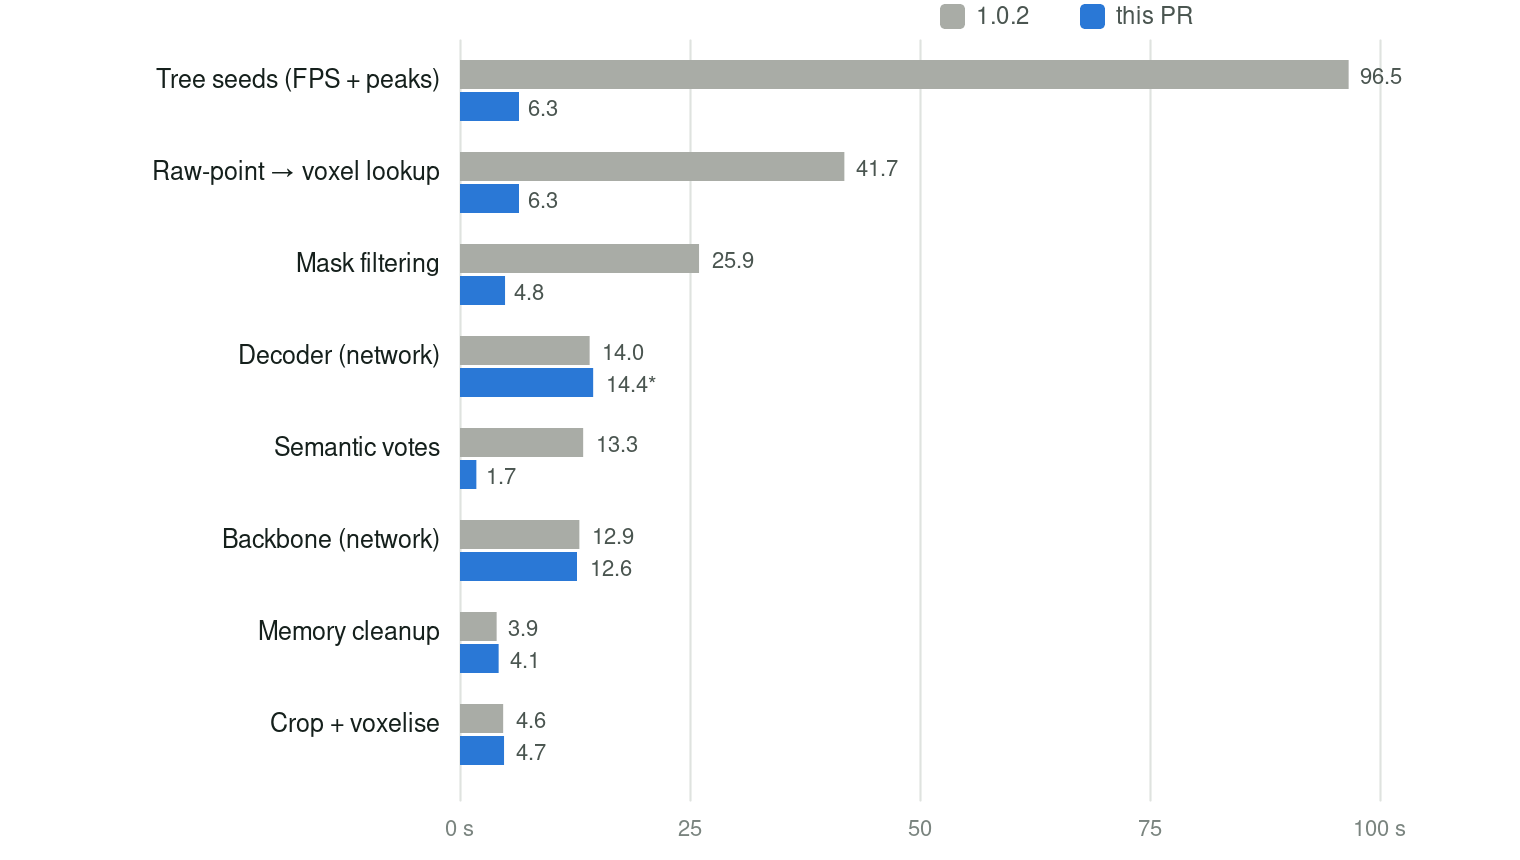 1.0.2 this PR
Tree seeds (FPS + peaks) 96.5
6.3
Raw-point → voxel lookup 41.7
6.3
Mask filtering 25.9
4.8
Decoder (network) 14.0
14.4*
Semantic votes 13.3
1.7
Backbone (network) 12.9
12.6
Memory cleanup 3.9
4.1
Crop + voxelise 4.6
4.7
0 s 25 50 75 100 s